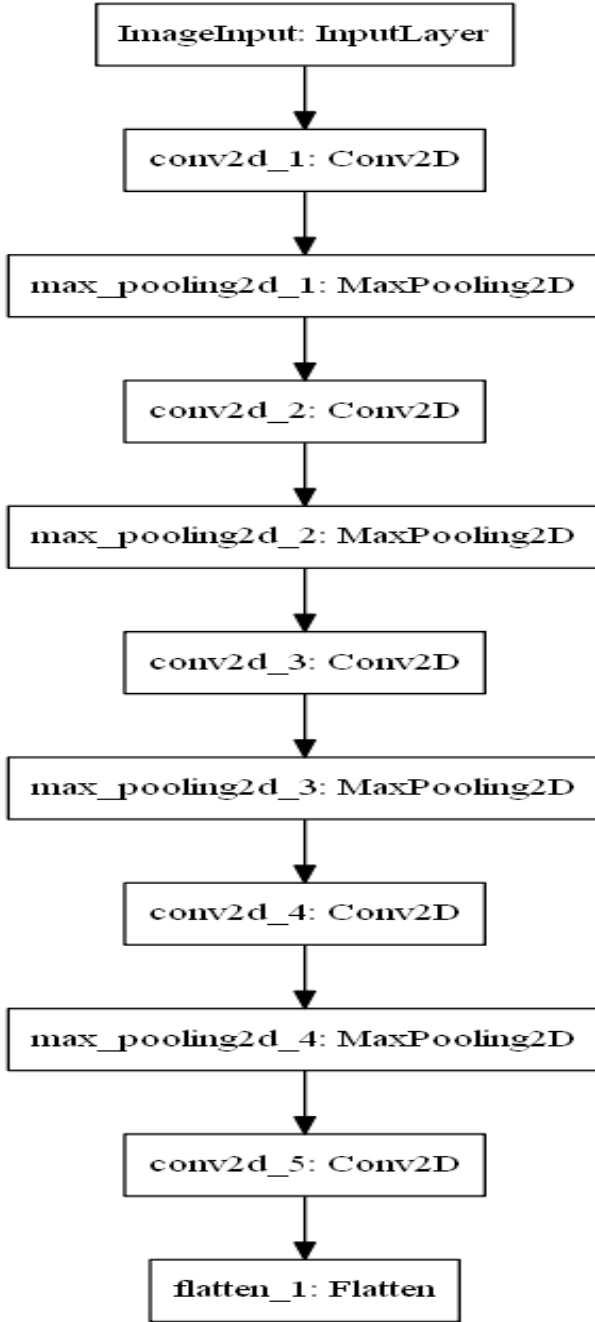 ImageInput: InputLayer
conv2d_1: Conv2D
max_pooling2d_1: MaxPooling2D
conv2d_2: Conv2D
max_pooling2d_2: MaxPooling2D
conv2d_3: Conv2D
max_pooling2d_3: MaxPooling2D
conv2d_4: Conv2D
max_pooling2d_4: MaxPooling2D
conv2d_5: Conv2D
flatten_1: Flatten